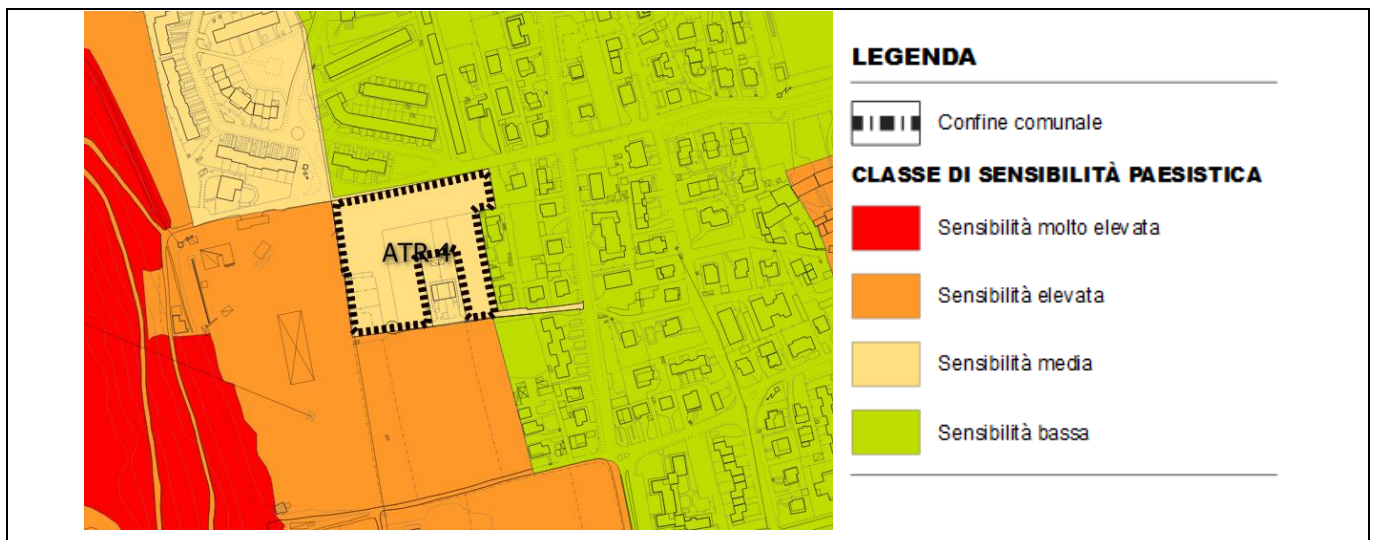 ATR 4
LEGENDA
Confine comunale
CLASSE DI SENSIBILITÀ PAESISTICA
Sensibilità molto elevata
Sensibilità elevata
Sensibilità media
Sensibilità bassa